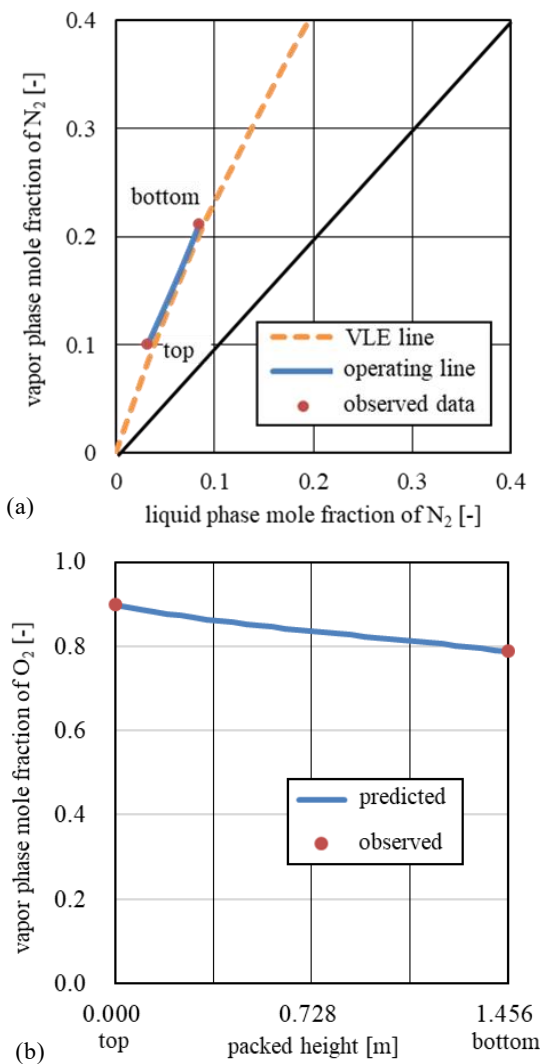 0.4
0.3
0.2
0.1
0
vapor phase mole fraction of N2 [-]
bottom
top
VLE line
operating line
observed data
0 0.1 0.2 0.3 0.4
(a)
liquid phase mole fraction of N2 [-]
1.0
0.8
0.6
0.4
0.2
0.0
vapor phase mole fraction of O2 [-]
predicted
observed
0.000 0.728 1.456
top packed height [m] bottom
(b)